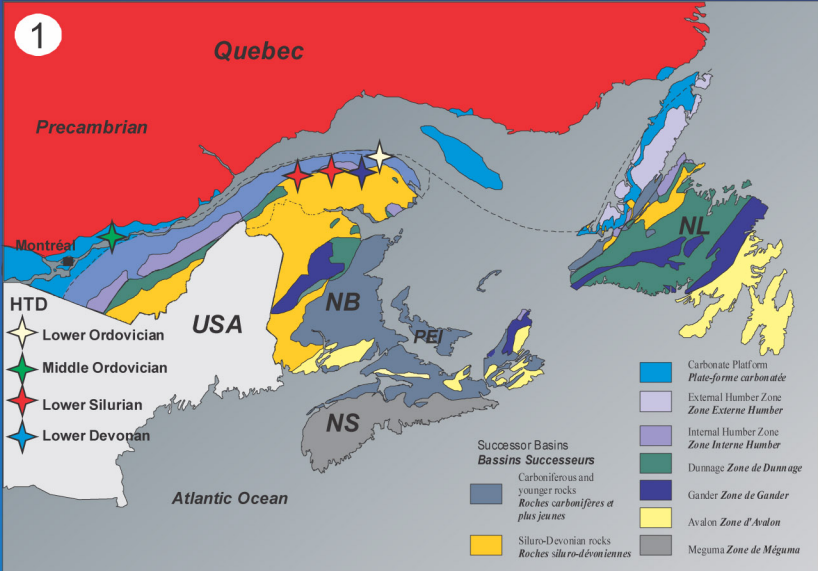 1
Quebec
Precambrian
Montréal
NL
HTD
USA
NB
PEI
Lower Ordovician
Middle Ordovician
Lower Silurian
Lower Devonan
NS
Atlantic Ocean
Successor Basins
Bassins Successeurs
Carboniferous and
younger rocks
Roches carbonifères et
plus jeunes
Siluro-Devonian rocks
Roches siluro-dévoniennes
Carbonate Platform
Plate-forme carbonatée
External Humber Zone
Zone Externe Humber
Internal Humber Zone
Zone Interne Humber
Dunnage Zone de Dunnage
Gander Zone de Gander
Avalon Zone d'Avalon
Meguma Zone de Méguma